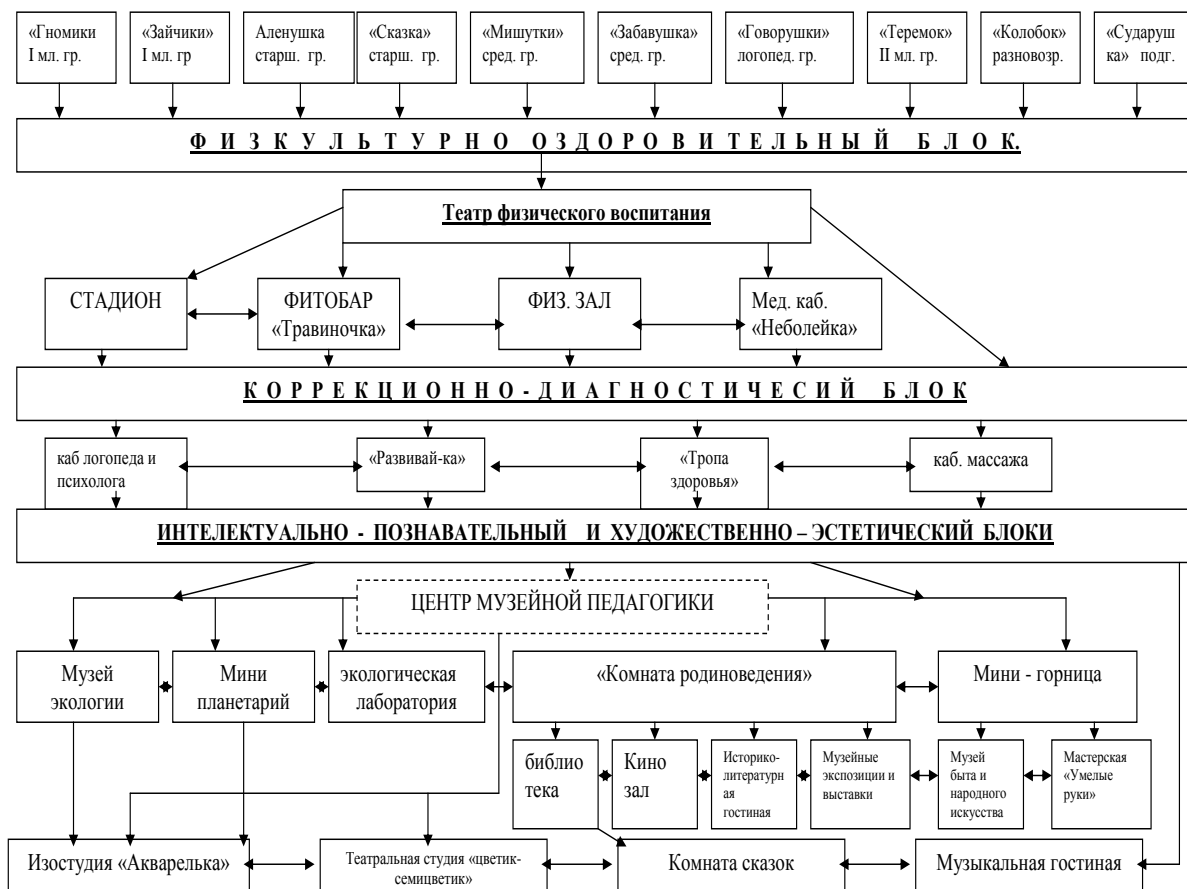 «Гномики
I мл. гр.
«Зайчики»
I мл. гр
Аленушка
старш. гр.
«Сказка»
старш. гр.
«Мишутки»
сред. гр.
«Забавушка»
сред. гр.
«Говорушки»
логопед. гр.
«Теремок»
II мл. гр.
«Колобок»
разновозр.
«Сударуш
ка» подг.
Ф И З К У Л Ь Т У Р Н О О З Д О Р О В И Т Е Л Ь Н Ы Й Б Л О К.
Театр физического воспитания
СТАДИОН
ФИТОБАР
«Травиночка»
ФИЗ. ЗАЛ
Мед. каб.
«Неболейка»
К О Р Р Е К Ц И О Н Н О - Д И А Г Н О С Т И Ч Е С И Й Б Л О К
каб логопеда и
психолога
«Развивай-ка»
«Тропа
здоровья»
каб. массажа
ИНТЕЛЕКТУАЛЬНО - ПОЗНАВАТЕЛЬНЫЙ И ХУДОЖЕСТВЕННО – ЭСТЕТИЧЕСКИЙ БЛОКИ
ЦЕНТР МУЗЕЙНОЙ ПЕДАГОГИКИ
Музей
экологии
Мини
планетарий
экологическая
лаборатория
«Комната родиноведения»
Мини - горница
библио
тека
Кино
зал
Историко-
литературн
ая
гостиная
Музейные
экспозиции и
выставки
Музей
быта и
народного
искусства
Мастерская
«Умелые
руки»
Изостудия «Акварелька»
Театральная студия «цветик-
семицветик»
Комната сказок
Музыкальная гостиная